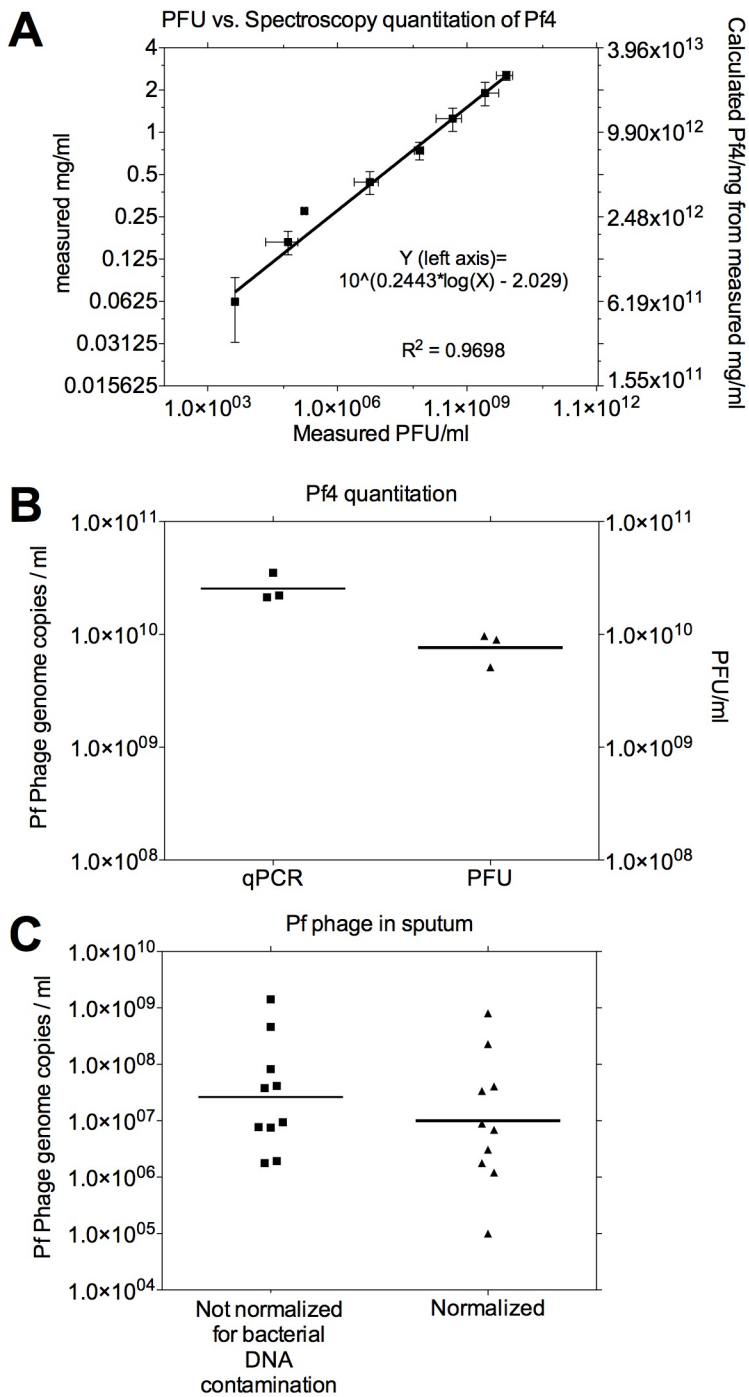 A
PFU vs. Spectroscopy quantitation of Pf4
4
2
1
0.5
0.25
0.125
0.0625
0.03125
0.015625
measured mg/ml
3.96x10^13
9.90x10^12
2.48x10^12
6.19x10^11
1.55x10^11
Calculated Pf4/mg from measured mg/ml
Y (left axis)=
10^(0.2443*log(X) - 2.029)
R² = 0.9698
1.0×10^03
1.0×10^06
1.1×10^09
1.1×10^12
Measured PFU/ml
B
Pf4 quantitation
1.0×10^11
1.0×10^10
1.0×10^09
1.0×10^08
Pf Phage genome copies / ml
1.0×10^11
1.0×10^10
1.0×10^09
1.0×10^08
PFU/ml
qPCR
PFU
C
Pf phage in sputum
1.0×10^10
1.0×10^09
1.0×10^08
1.0×10^07
1.0×10^06
1.0×10^05
1.0×10^04
Pf Phage genome copies / ml
Not normalized
for bacterial
DNA
contamination
Normalized